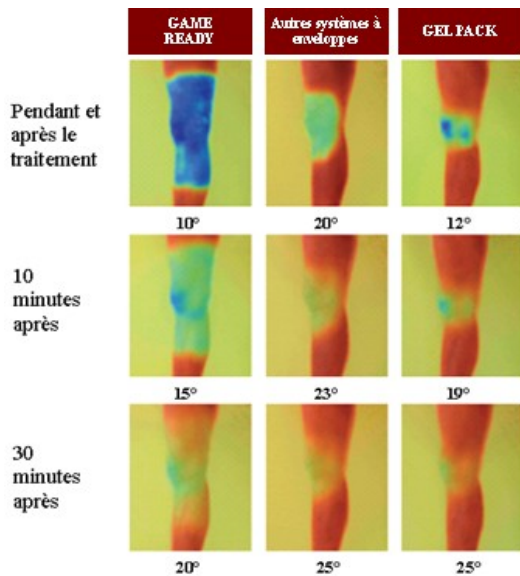 GAME
READY
Autres systèmes à
enveloppes
GEL PACK
Pendant et
après le
traitement
10°
20°
12°
10
minutes
après
15°
23°
19°
30
minutes
après
20°
25°
25°